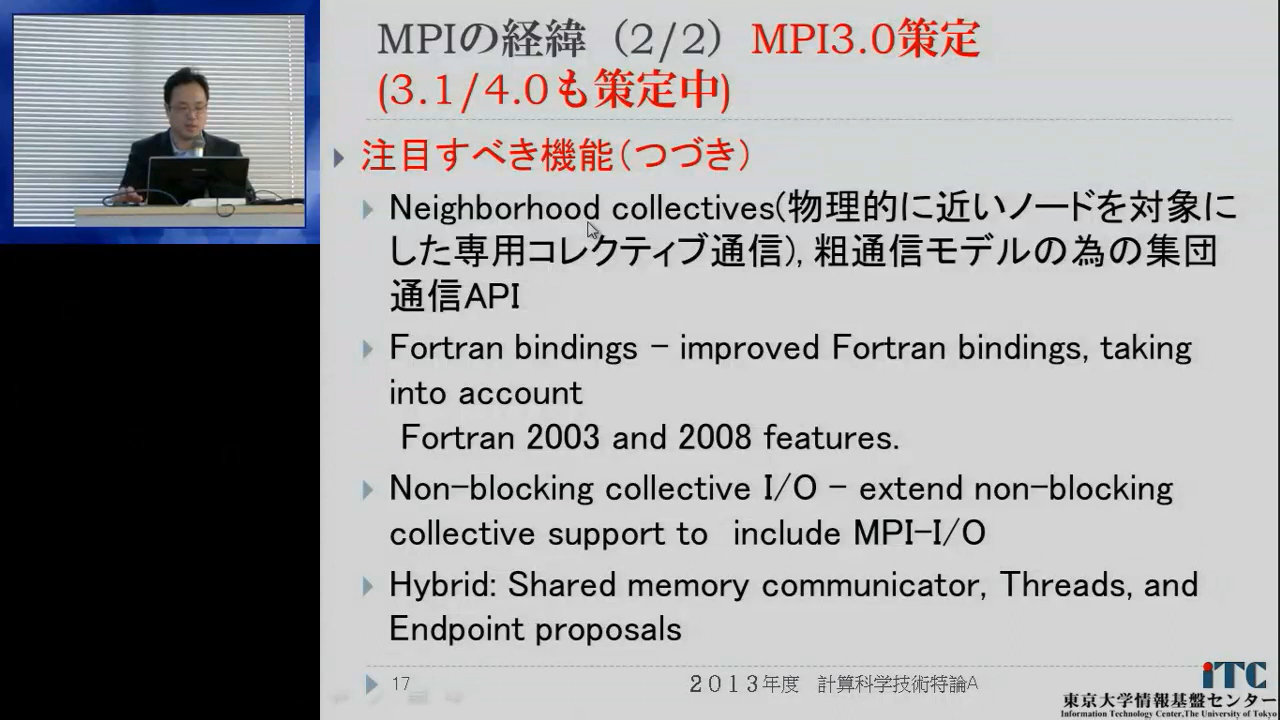 MPIの経緯（2/2）MPI3.0策定
(3.1/4.0も策定中)
注目すべき機能（つづき）
Neighborhood collectives(物理的に近いノードを対象に
した専用コレクティブ通信), 粗通信モデルの為の集団
通信API
Fortran bindings – improved Fortran bindings, taking
into account
Fortran 2003 and 2008 features.
Non-blocking collective I/O – extend non-blocking
collective support to include MPI-I/O
Hybrid: Shared memory communicator, Threads, and
Endpoint proposals
17
２０１３年度 計算科学技術特論A
iTC
東京大学情報基盤センター
Information Technology Center,The University of Tokyo